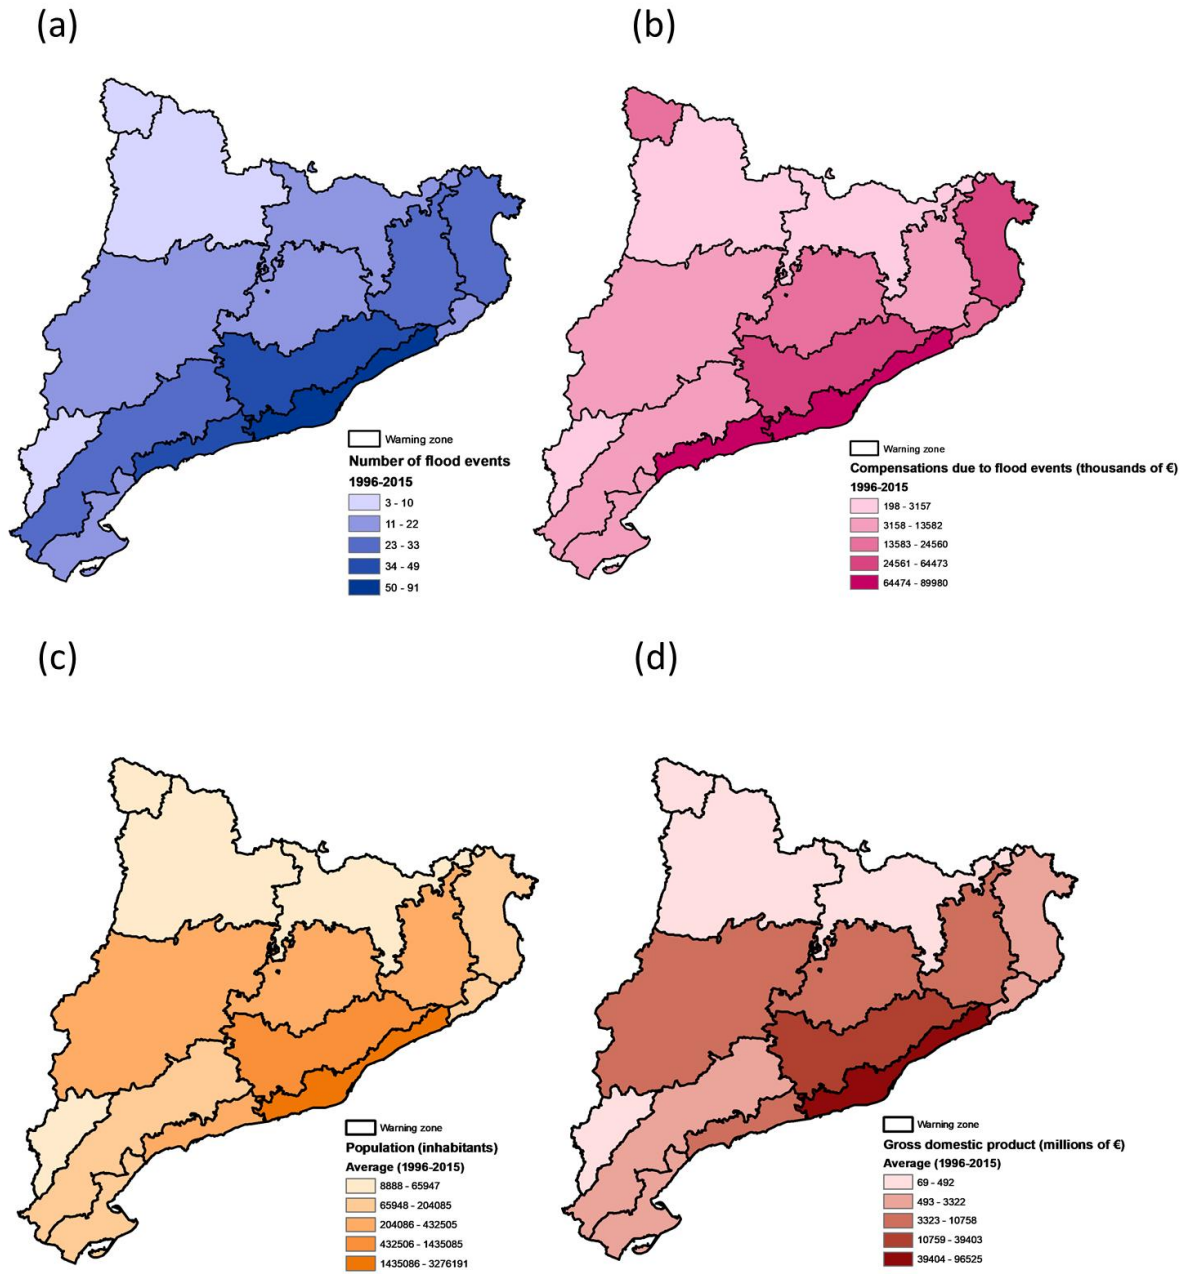 (a)
(b)
Warning zone
Number of flood events
1996-2015
3 - 10
11 - 22
23 - 33
34 - 49
50 - 91
Warning zone
Compensations due to flood events (thousands of €)
1996-2015
198 - 3157
3158 - 13582
13583 - 24560
24561 - 64473
64474 - 89980
(c)
(d)
Warning zone
Population (inhabitants)
Average (1996-2015)
8888 - 65947
65948 - 204085
204086 - 432505
432506 - 1435085
1435086 - 3276191
Warning zone
Gross domestic product (millions of €)
Average (1996-2015)
69 - 492
493 - 3322
3323 - 10758
10759 - 39403
39404 - 96525